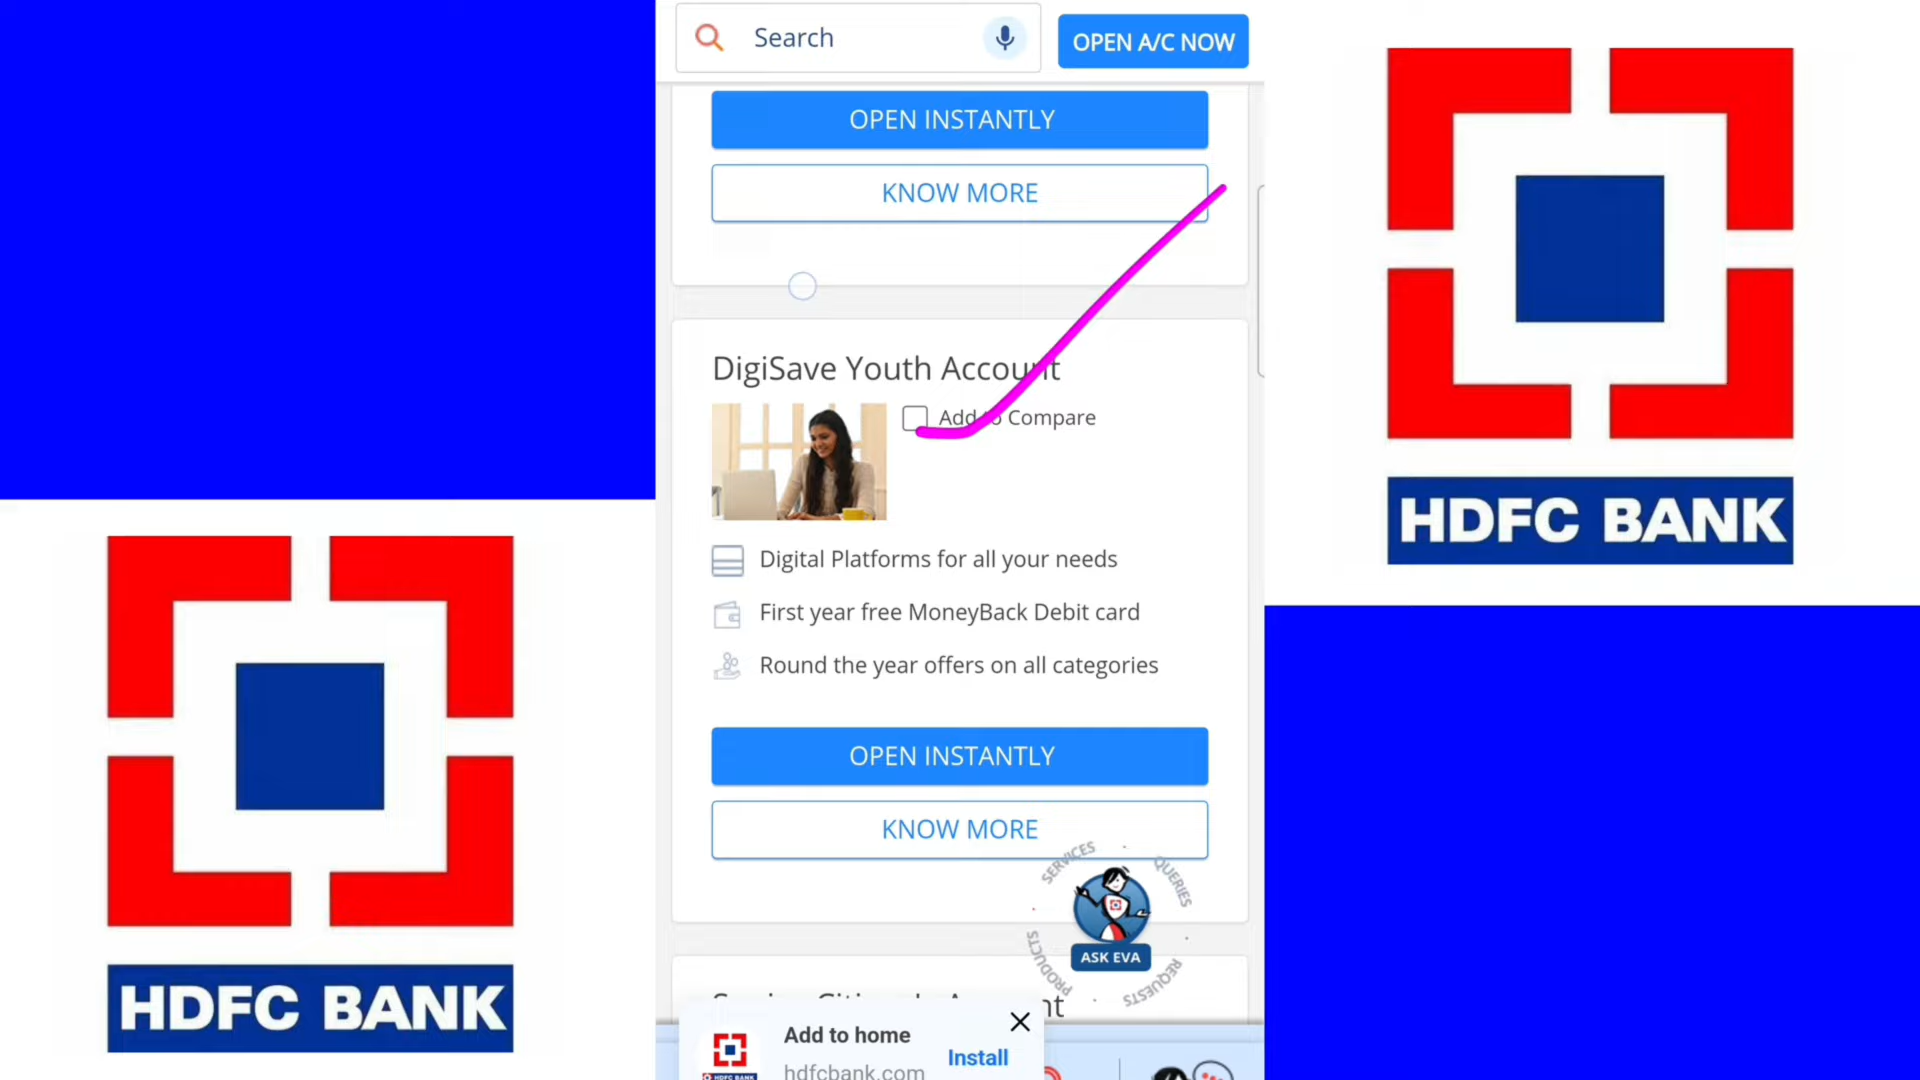 Search
OPEN A/C NOW
OPEN INSTANTLY
KNOW MORE
DigiSave Youth Account
Add to Compare
Digital Platforms for all your needs
First year free MoneyBack Debit card
Round the year offers on all categories
OPEN INSTANTLY
KNOW MORE
SERVICES
QUERIES
PRODUCTS
REQUESTS
ASK EVA
Add to home
Install
hdfcbank.com
HDFC BANK
HDFC BANK
HDFC BANK